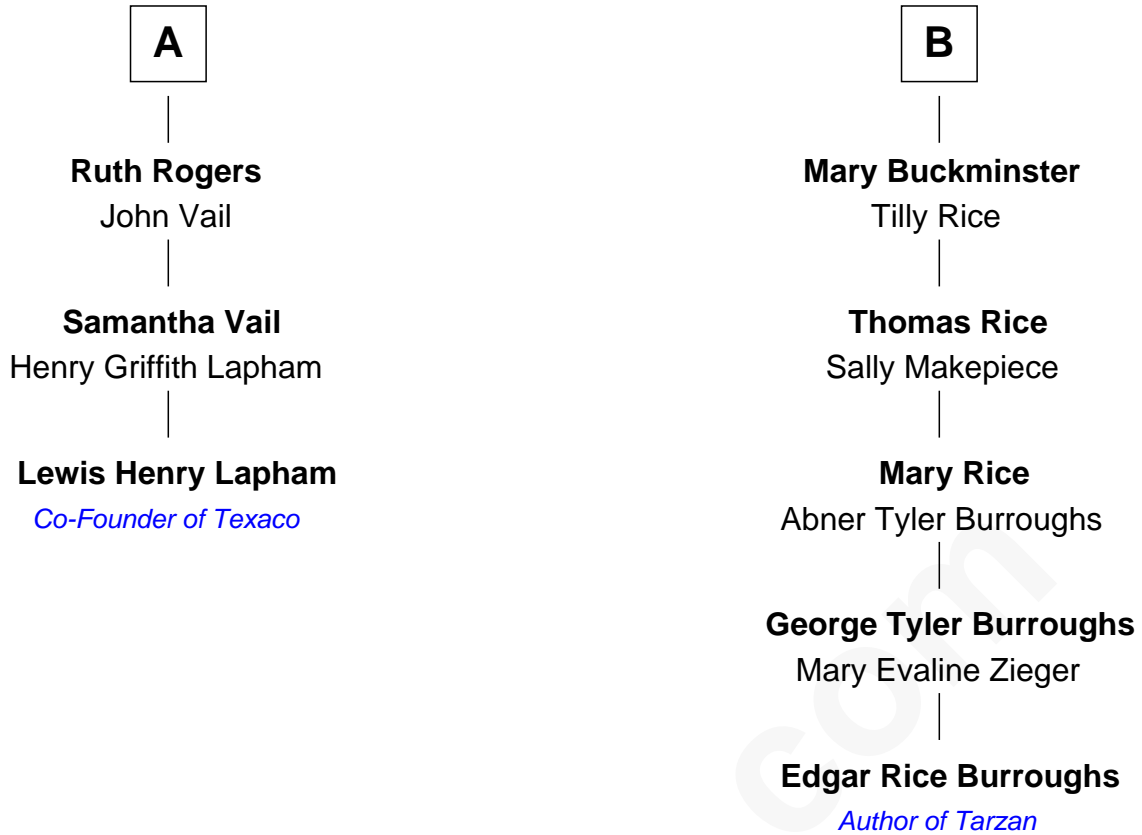 A
Ruth Rogers
John Vail
Samantha Vail
Henry Griffith Lapham
Lewis Henry Lapham
Co-Founder of Texaco
B
Mary Buckminster
Tilly Rice
Thomas Rice
Sally Makepiece
Mary Rice
Abner Tyler Burroughs
George Tyler Burroughs
Mary Evaline Zieger
Edgar Rice Burroughs
Author of Tarzan
com